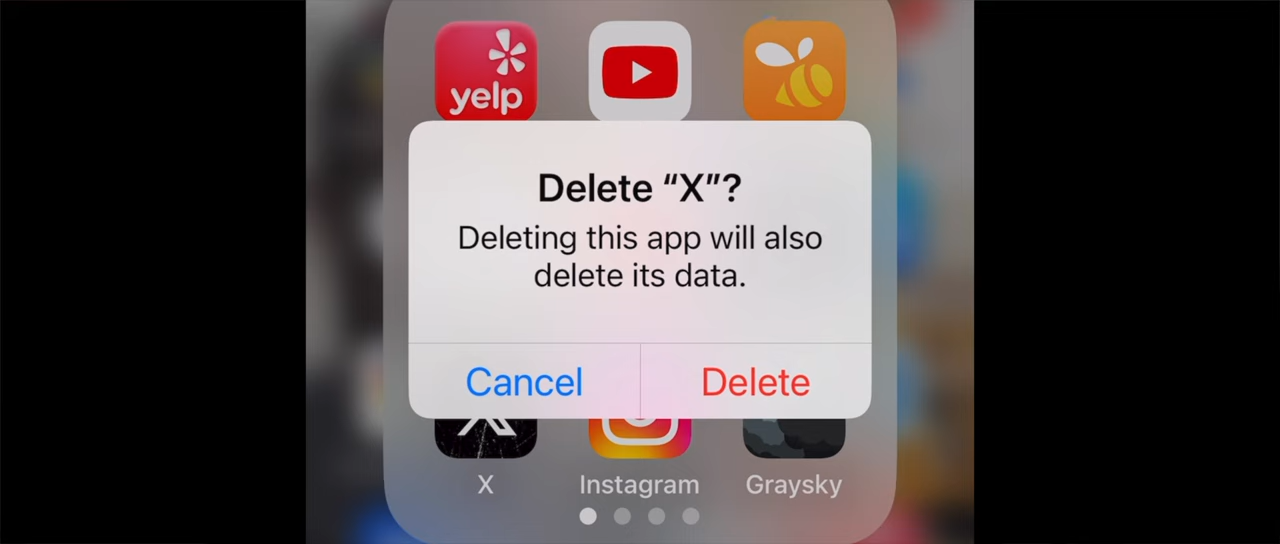 yelp
Delete “X”?
Deleting this app will also
delete its data.
Cancel Delete
X Instagram Graysky